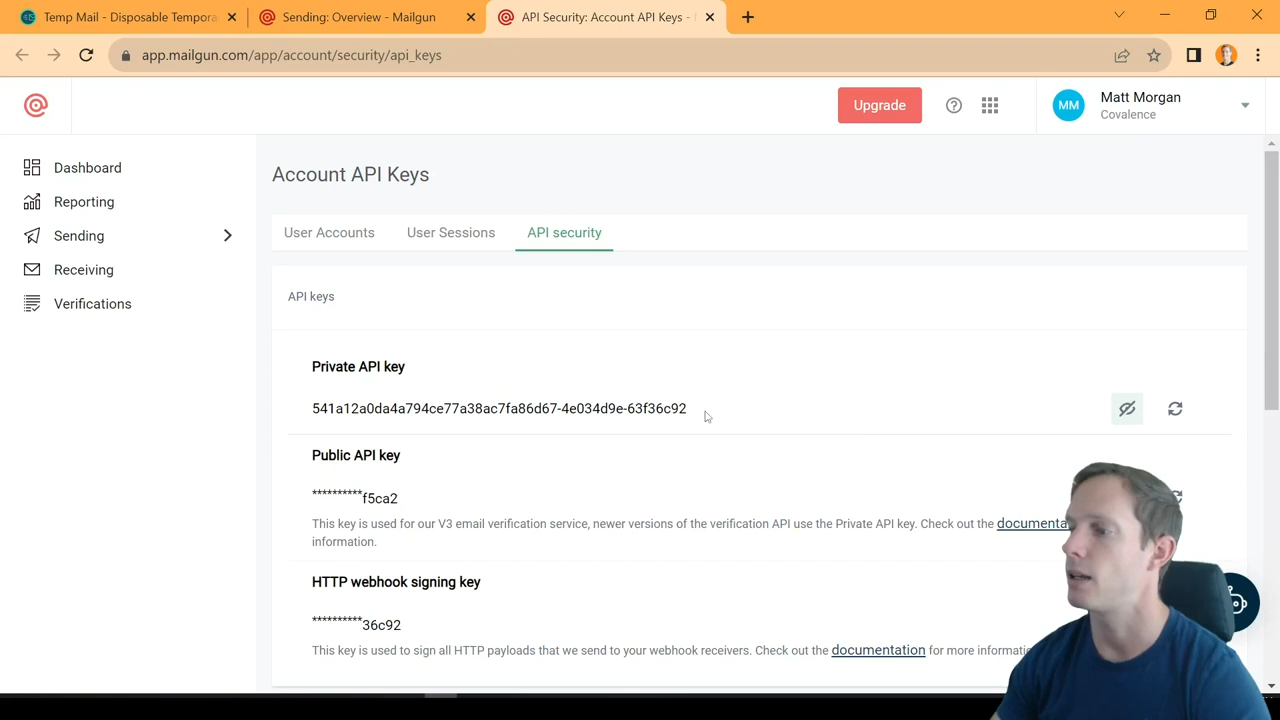 Temp Mail - Disposable Tempora
Sending: Overview - Mailgun
API Security: Account API Keys -
app.mailgun.com/app/account/security/api_keys
Upgrade
MM
Matt Morgan
Covalence
Dashboard
Reporting
Sending
Receiving
Verifications
Account API Keys
User Accounts
User Sessions
API security
API keys
Private API key
541a12a0da4a794ce77a38ac7fa86d67-4e034d9e-63f36c92
Public API key
**********f5ca2
This key is used for our V3 email verification service, newer versions of the verification API use the Private API key. Check out the documenta
information.
HTTP webhook signing key
**********36c92
This key is used to sign all HTTP payloads that we send to your webhook receivers. Check out the documentation for more informatio